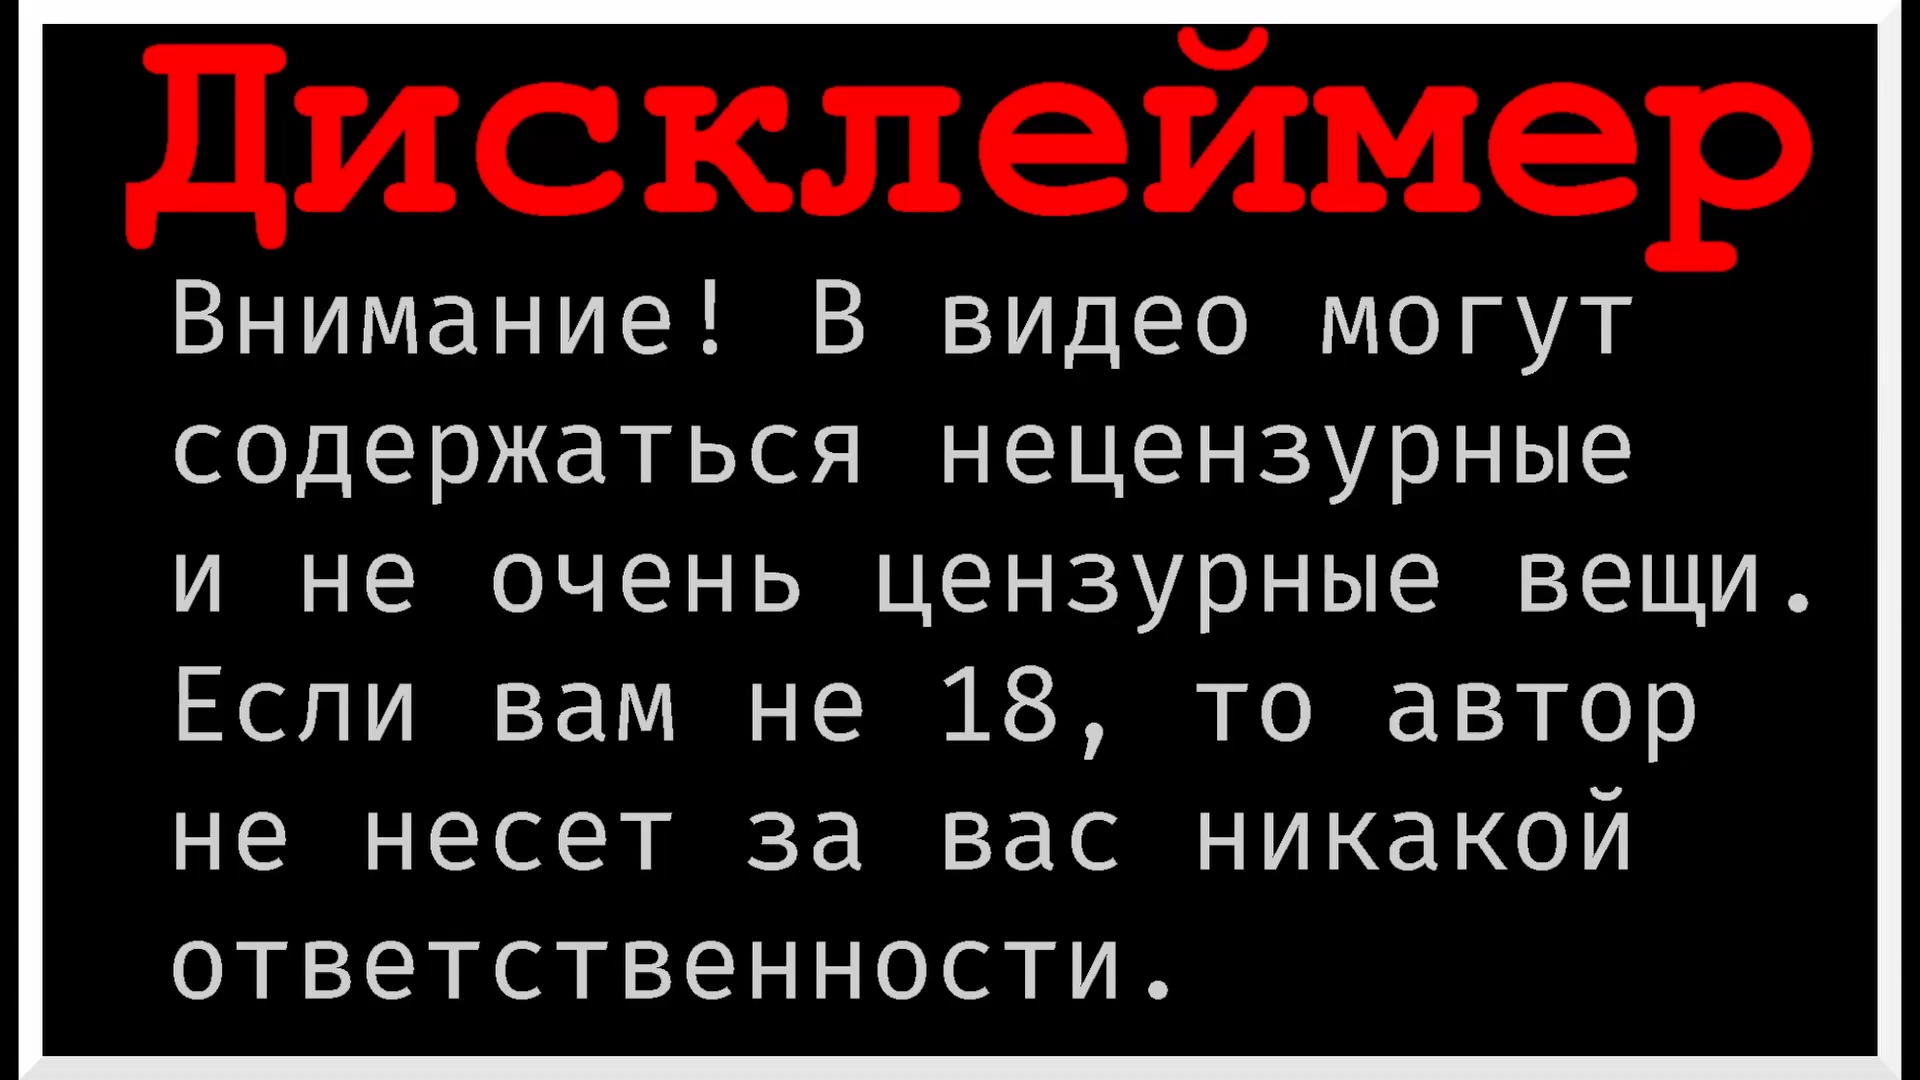 Дисклеймер
Внимание! В видео могут
содержаться нецензурные
и не очень цензурные вещи.
Если вам не 18, то автор
не несет за вас никакой
ответственности.